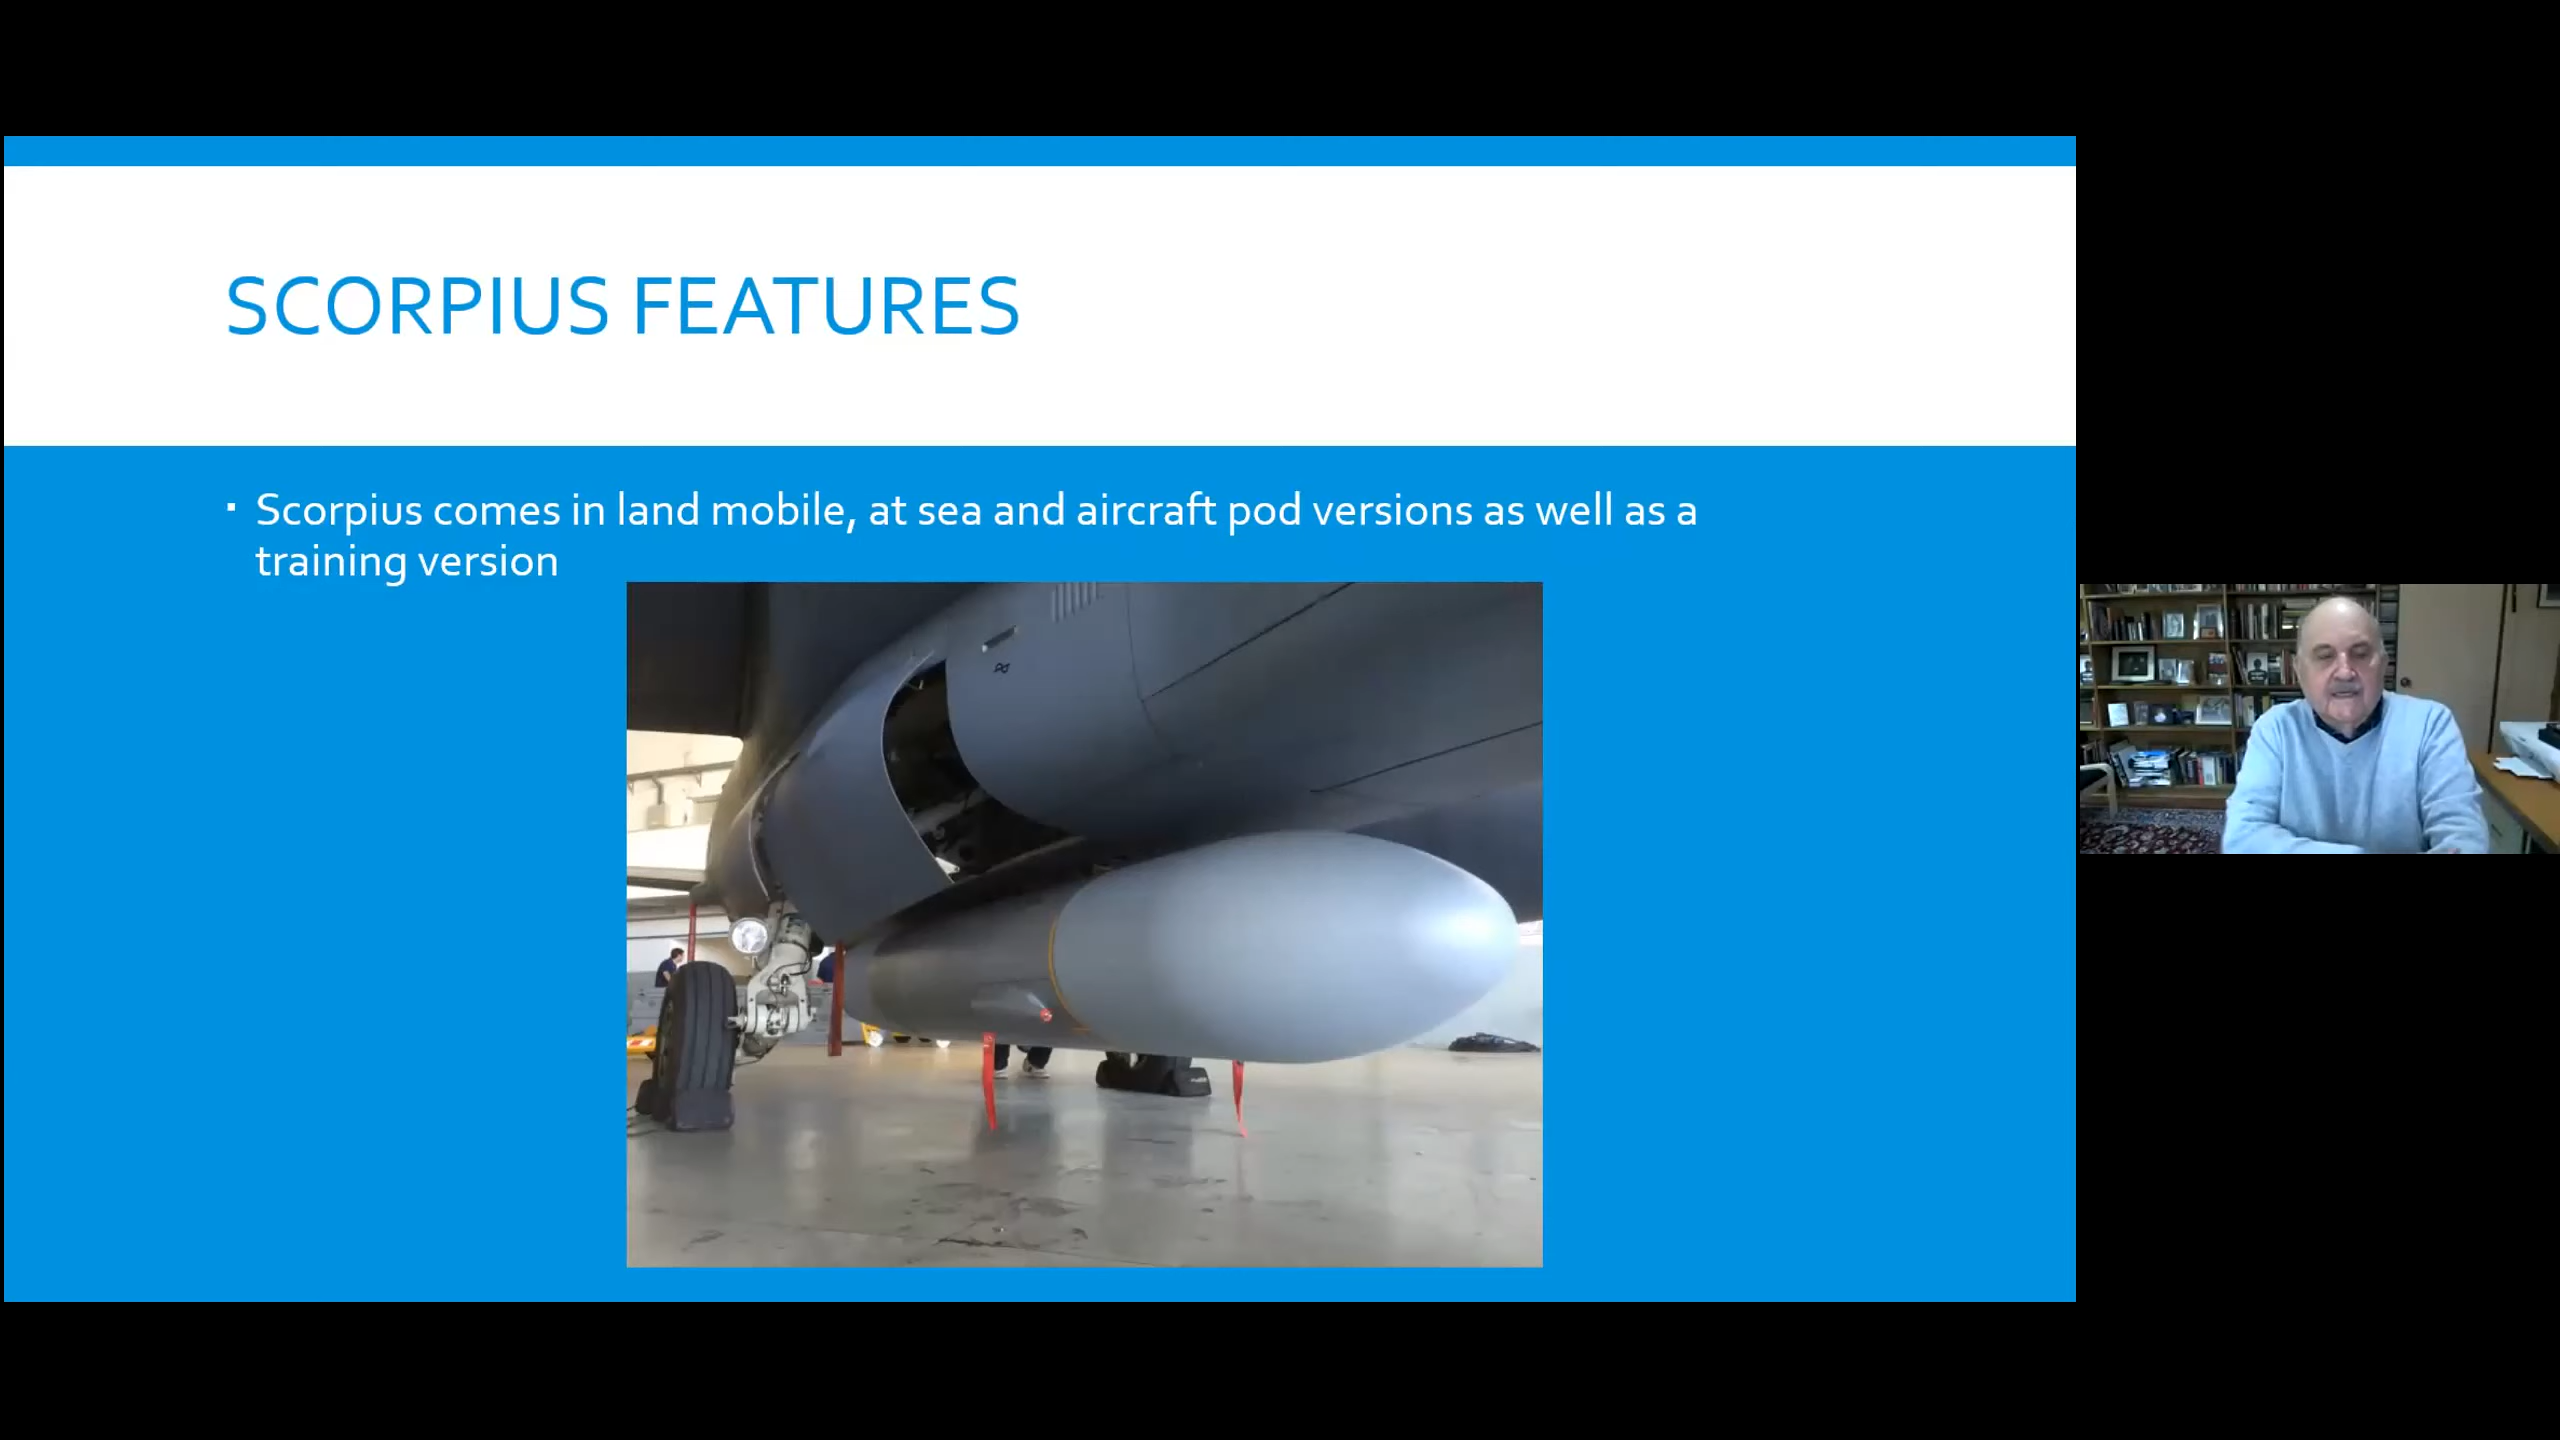 SCORPIUS FEATURES
▪ Scorpius comes in land mobile, at sea and aircraft pod versions as well as a
training version